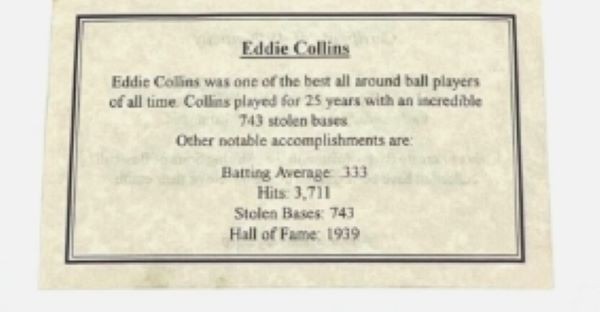 Eddie Collins
Eddie Collins was one of the best all around ball players
of all time. Collins played for 25 years with an incredible
743 stolen bases
Other notable accomplishments are:
Batting Average: .333
Hits: 3,711
Stolen Bases: 743
Hall of Fame: 1939